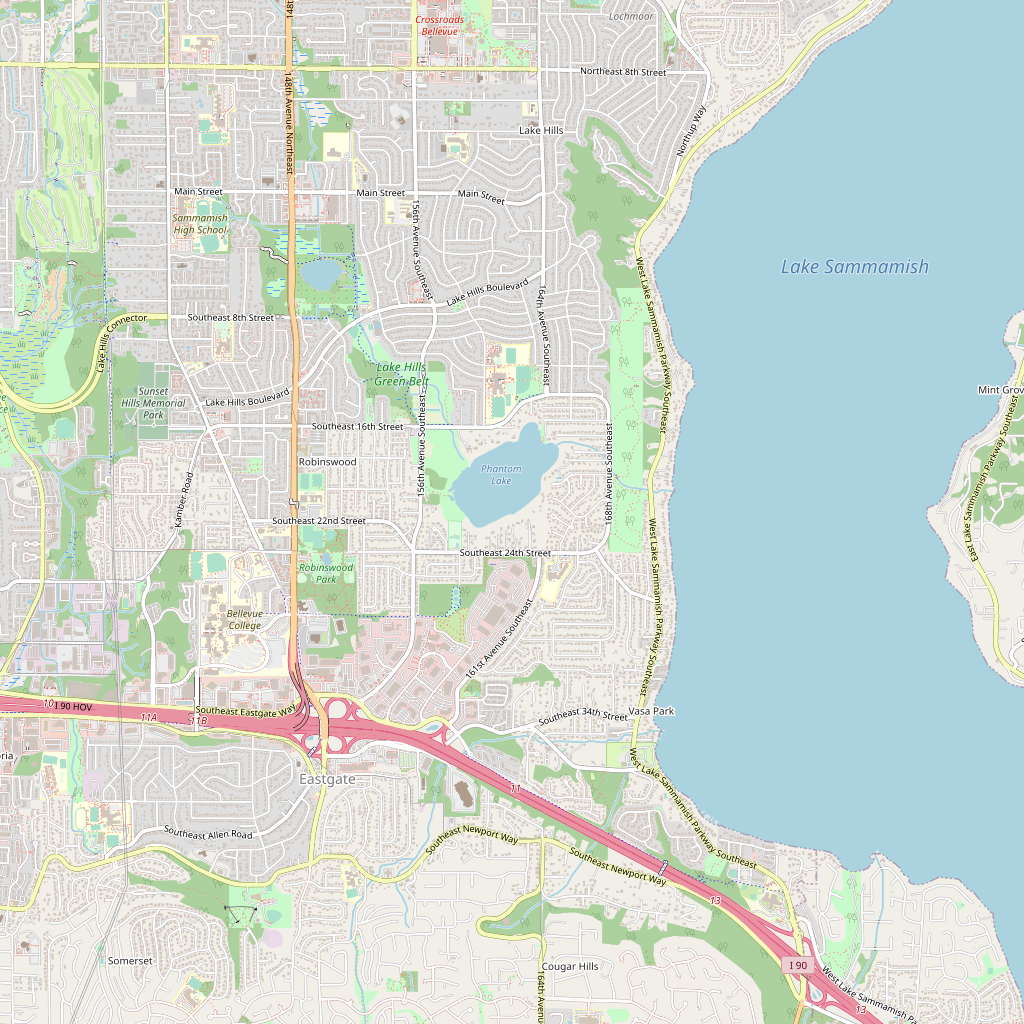 Crossroads
Bellevue
Lochmoor
148th Avenue Northeast
Northeast 8th Street
Northup Way
Lake Hills
Main Street
Main Street
Main Street
Sammamish
High School
156th Avenue Southeast
Lake Sammamish
Lake Hills Boulevard
164th Avenue Southeast
West Lake Sammamish Parkway Southeast
Southeast 8th Street
Lake Hills Connector
Lake Hills
Green Belt
Sunset
Hills Memorial
Park
Lake Hills Boulevard
Mint Grov
Southeast 16th Street
156th Avenue Southeast
168th Avenue Southeast
East Lake Sammamish Parkway Southeast
Robinswood
Phantom
Lake
Kamber Road
Southeast 22nd Street
Southeast 24th Street
West Lake Sammamish Parkway Southeast
Robinswood
Park
Bellevue
College
161st Avenue Southeast
10
I 90 HOV
11A
11B
Southeast Eastgate Way
Southeast 34th Street
Vasa Park
ria
Eastgate
11
West Lake Sammamish Parkway Southeast
Southeast Allen Road
Southeast Newport Way
Southeast Newport Way
13
Somerset
Cougar Hills
164th Avenu
I 90
West Lake Sammamish Pa
13